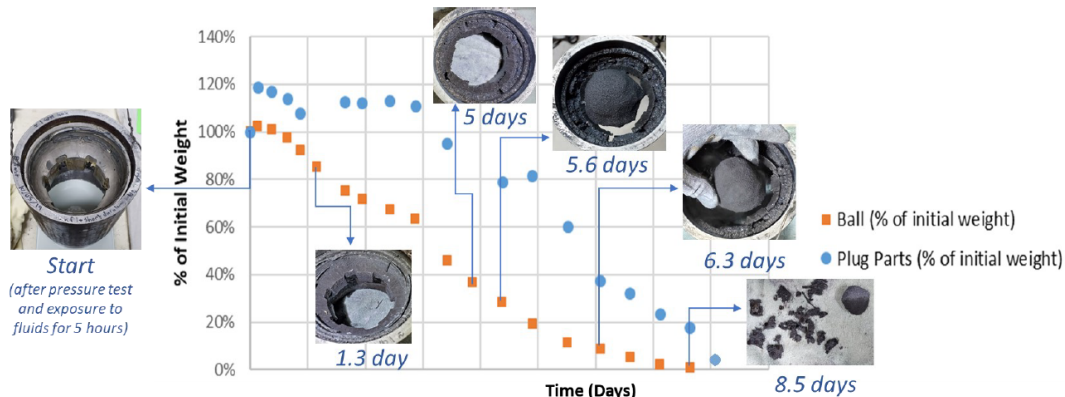 140%
120%
100%
80%
60%
40%
20%
0%
% of Initial Weight
Time (Days)
Start
(after pressure test
and exposure to
fluids for 5 hours)
1.3 day
5 days
5.6 days
6.3 days
8.5 days
Ball (% of initial weight)
Plug Parts (% of initial weight)